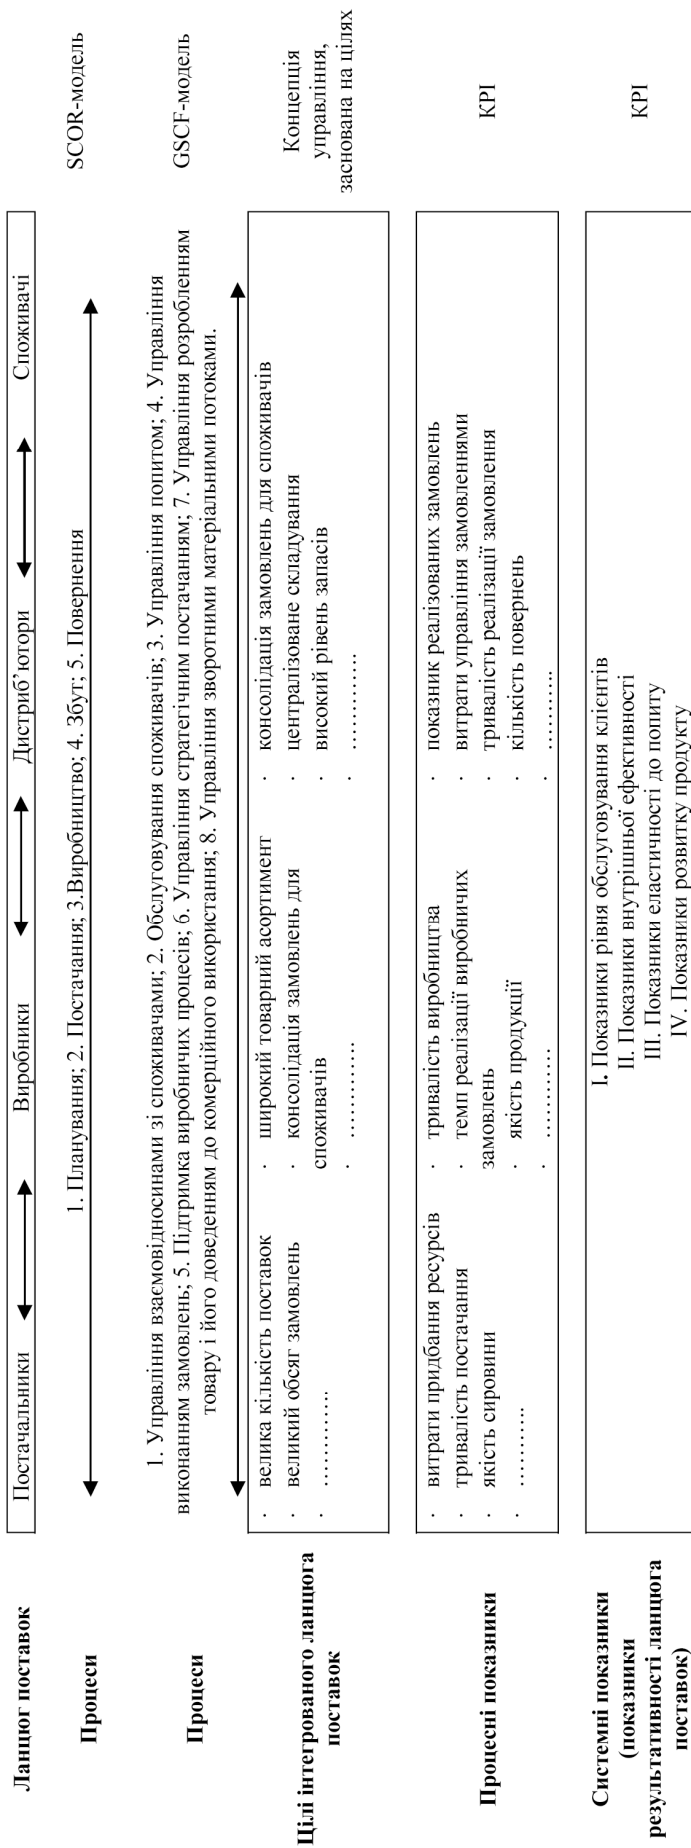 Ланцюг поставок
Постачальники
Виробники
Дистриб’ютори
Споживачі
Процеси
1. Планування; 2. Постачання; 3.Виробництво; 4. Збут; 5. Повернення
SCOR-модель
Процеси
1. Управління взаємовідносинами зі споживачами; 2. Обслуговування споживачів; 3. Управління попитом; 4. Управління
виконанням замовлень; 5. Підтримка виробничих процесів; 6. Управління стратегічним постачанням; 7. Управління розробленням
товару і його доведенням до комерційного використання; 8. Управління зворотними матеріальними потоками.
GSCF-модель
Цілі інтегрованого ланцюга
поставок
· велика кількість поставок
· великий обсяг замовлень
· ………….
· широкий товарний асортимент
· консолідація замовлень для
споживачів
· ………….
· консолідація замовлень для споживачів
· централізоване складування
· високий рівень запасів
· ………….
Концепція
управління,
заснована на цілях
Процесні показники
· витрати придбання ресурсів
· тривалість постачання
· якість сировини
· ………..
· тривалість виробництва
· темп реалізації виробничих
замовлень
· якість продукції
· …………
· показник реалізованих замовлень
· витрати управління замовленнями
· тривалість реалізації замовлення
· кількість повернень
· ………..
KPI
Системні показники
(показники
результативності ланцюга
поставок)
I. Показники рівня обслуговування клієнтів
II. Показники внутрішньої ефективності
III. Показники еластичності до попиту
IV. Показники розвитку продукту
KPI